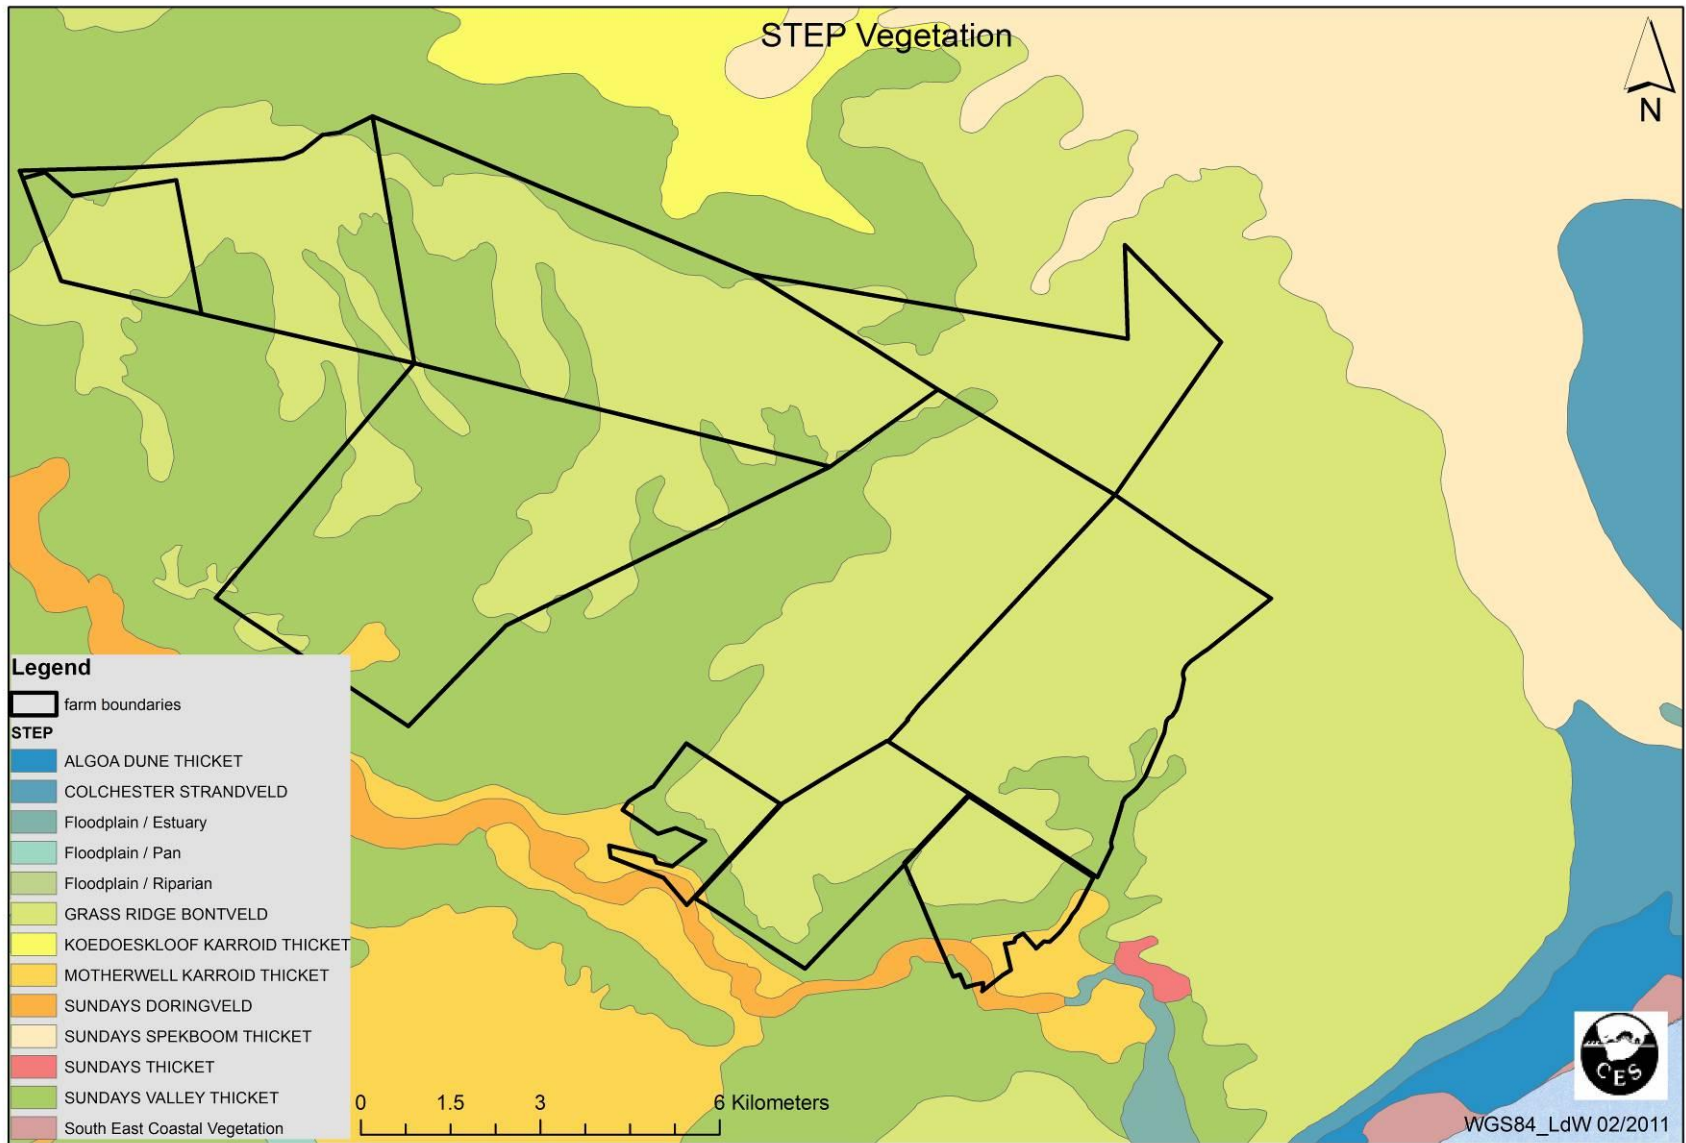 STEP Vegetation
N
Legend
farm boundaries
STEP
ALGOA DUNE THICKET
COLCHESTER STRANDVELD
Floodplain / Estuary
Floodplain / Pan
Floodplain / Riparian
GRASS RIDGE BONTVELD
KOEDOESKLOOF KARROID THICKET
MOTHERWELL KARROID THICKET
SUNDAYS DORINGVELD
SUNDAYS SPEKBOOM THICKET
SUNDAYS THICKET
SUNDAYS VALLEY THICKET
South East Coastal Vegetation
0 1.5 3 6 Kilometers
CES
WGS84_LdW 02/2011